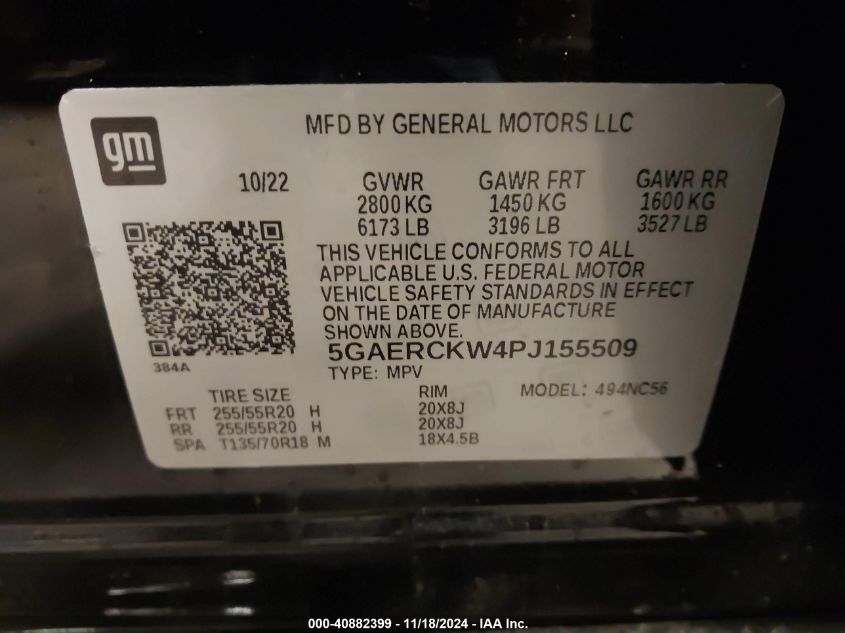 gm
MFD BY GENERAL MOTORS LLC
10/22 GVWR GAWR FRT GAWR RR
2800 KG 1450 KG 1600 KG
6173 LB 3196 LB 3527 LB
THIS VEHICLE CONFORMS TO ALL
APPLICABLE U.S. FEDERAL MOTOR
VEHICLE SAFETY STANDARDS IN EFFECT
ON THE DATE OF MANUFACTURE
SHOWN ABOVE.
5GAERCKW4PJ155509
384A
TYPE: MPV
TIRE SIZE RIM MODEL: 494NC56
FRT 255/55R20 H 20X8J
RR 255/55R20 H 20X8J
SPA T135/70R18 M 18X4.5B
000-40882399 - 11/18/2024 - IAA Inc.